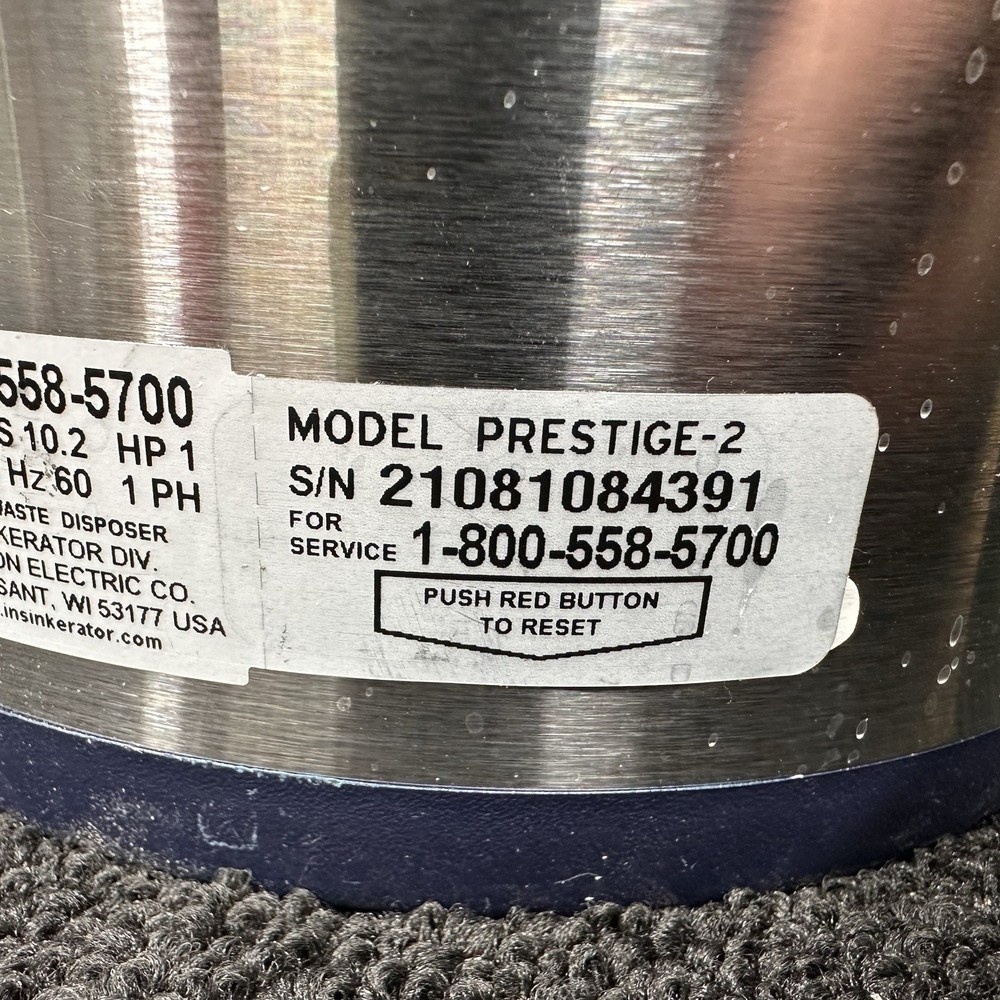 558-5700
S 10.2 HP 1
Hz 60 1 PH
WASTE DISPOSER
KERATOR DIV.
ON ELECTRIC CO.
SANT, WI 53177 USA
.insinkerator.com
MODEL PRESTIGE-2
S/N 21081084391
FOR
SERVICE 1-800-558-5700
PUSH RED BUTTON
TO RESET